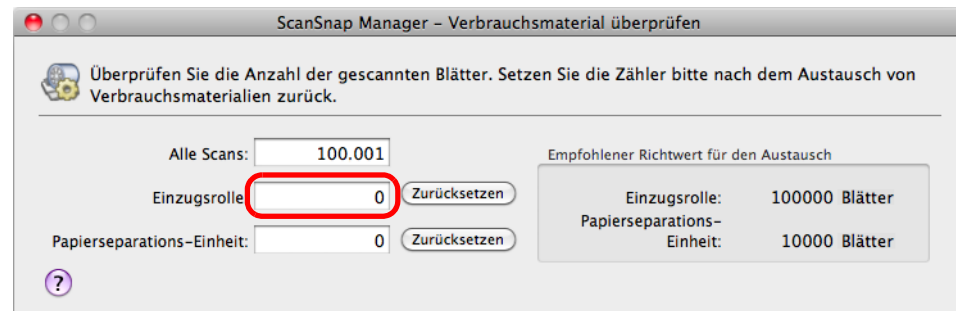 ScanSnap Manager – Verbrauchsmaterial überprüfen
Überprüfen Sie die Anzahl der gescannten Blätter. Setzen Sie die Zähler bitte nach dem Austausch von
Verbrauchsmaterialien zurück.
Alle Scans: 100.001
Empfohlener Richtwert für den Austausch
Einzugsrolle 0 Zurücksetzen
Einzugsrolle: 100000 Blätter
Papierseparations-Einheit: 0 Zurücksetzen
Papierseparations-
Einheit: 10000 Blätter
?